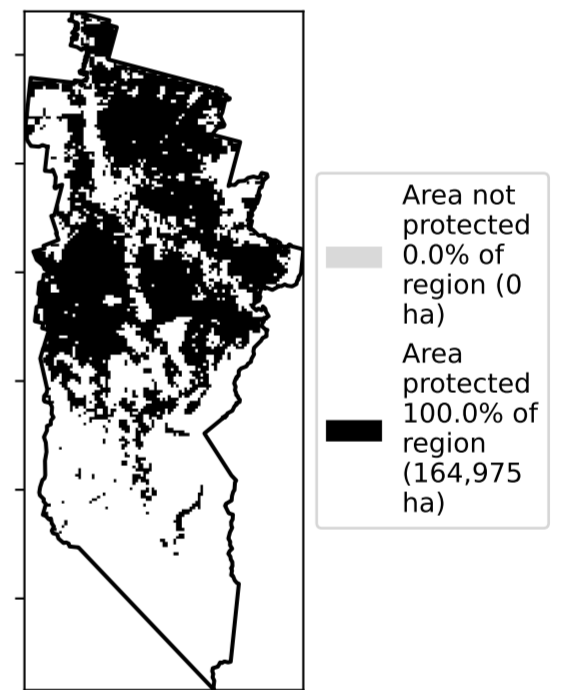 Area not
protected
0.0% of
region (0
ha)
Area
protected
100.0% of
region
(164,975
ha)